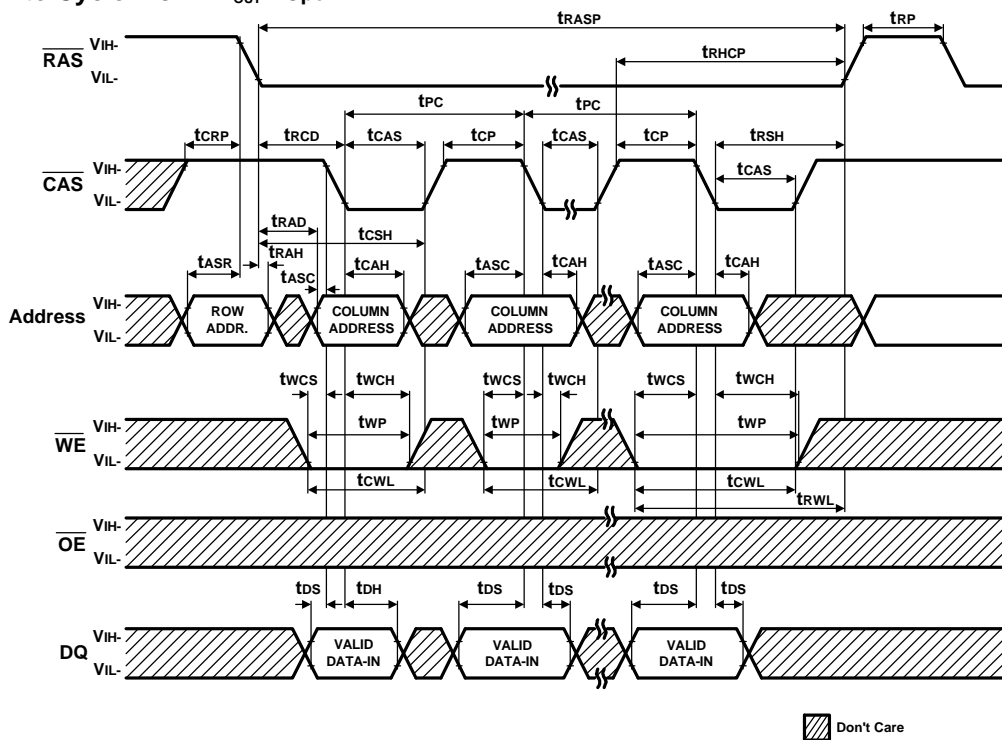 tRASP
tRP
RAS
VIH-
VIL-
tRHCP
tPC
tPC
tCRP
tRCD
tCAS
tCP
tCAS
tCP
tRSH
CAS
VIH-
VIL-
tCAS
tRAD
tCSH
tRAH
tASR
tASC
tCAH
tASC
tCAH
tASC
tCAH
Address
VIH-
VIL-
ROW
ADDR.
COLUMN
ADDRESS
COLUMN
ADDRESS
COLUMN
ADDRESS
tWCS
tWCH
tWCS
tWCH
tWCS
tWCH
WE
VIH-
VIL-
tWP
tWP
tWP
tCWL
tCWL
tCWL
tRWL
OE
VIH-
VIL-
tDS
tDH
tDS
tDS
tDS
tDS
DQ
VIH-
VIL-
VALID
DATA-IN
VALID
DATA-IN
VALID
DATA-IN
Don't Care